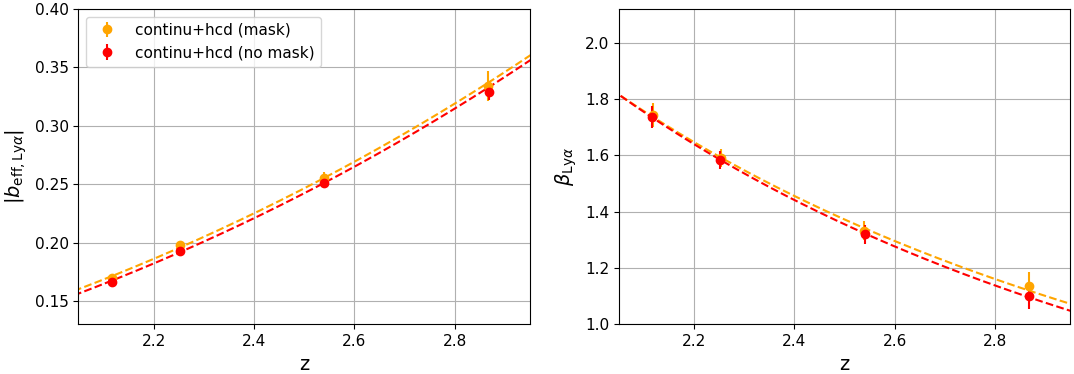 0.40
0.35
0.30
0.25
0.20
0.15
|b_eff, Lyα|
continu+hcd (mask)
continu+hcd (no mask)
2.2 2.4 2.6 2.8
z
2.0
1.8
1.6
1.4
1.2
1.0
β_Lyα
2.2 2.4 2.6 2.8
z